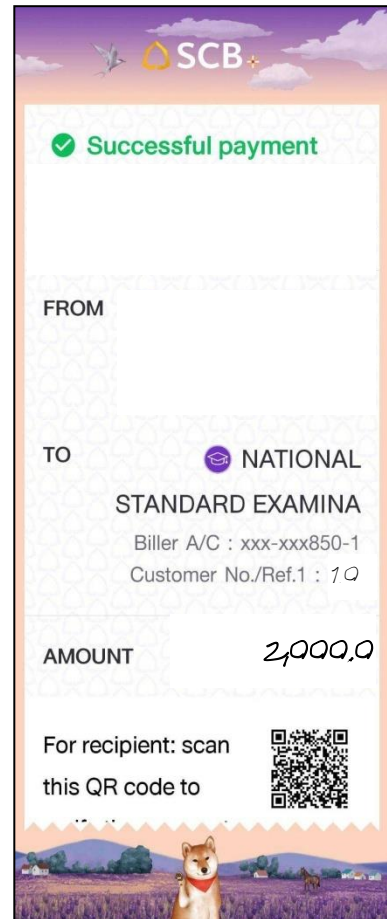 SCB+
Successful payment
FROM
TO NATIONAL
STANDARD EXAMINA
Biller A/C : xxx-xxx850-1
Customer No./Ref.1 : 10
AMOUNT 2,000.0
For recipient: scan
this QR code to